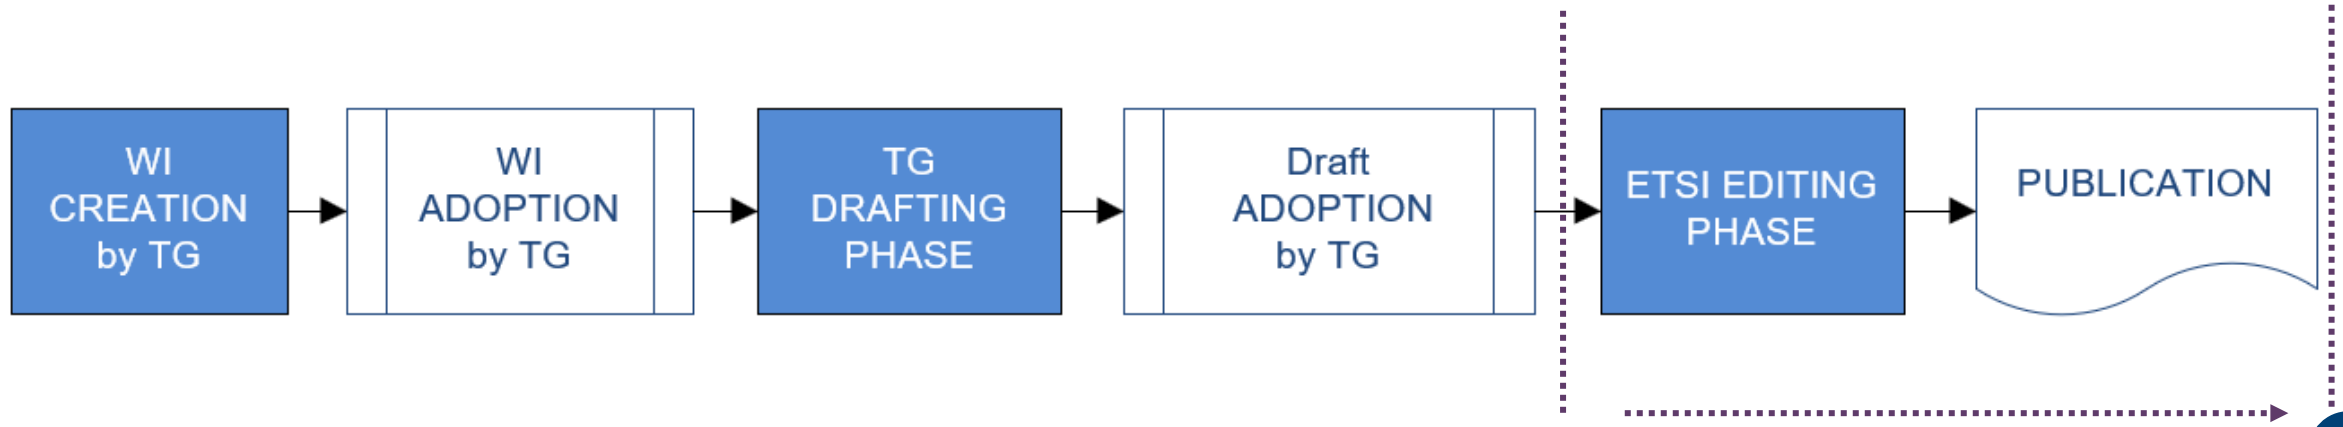 WI
CREATION
by TG
WI
ADOPTION
by TG
TG
DRAFTING
PHASE
Draft
ADOPTION
by TG
ETSI EDITING
PHASE
PUBLICATION